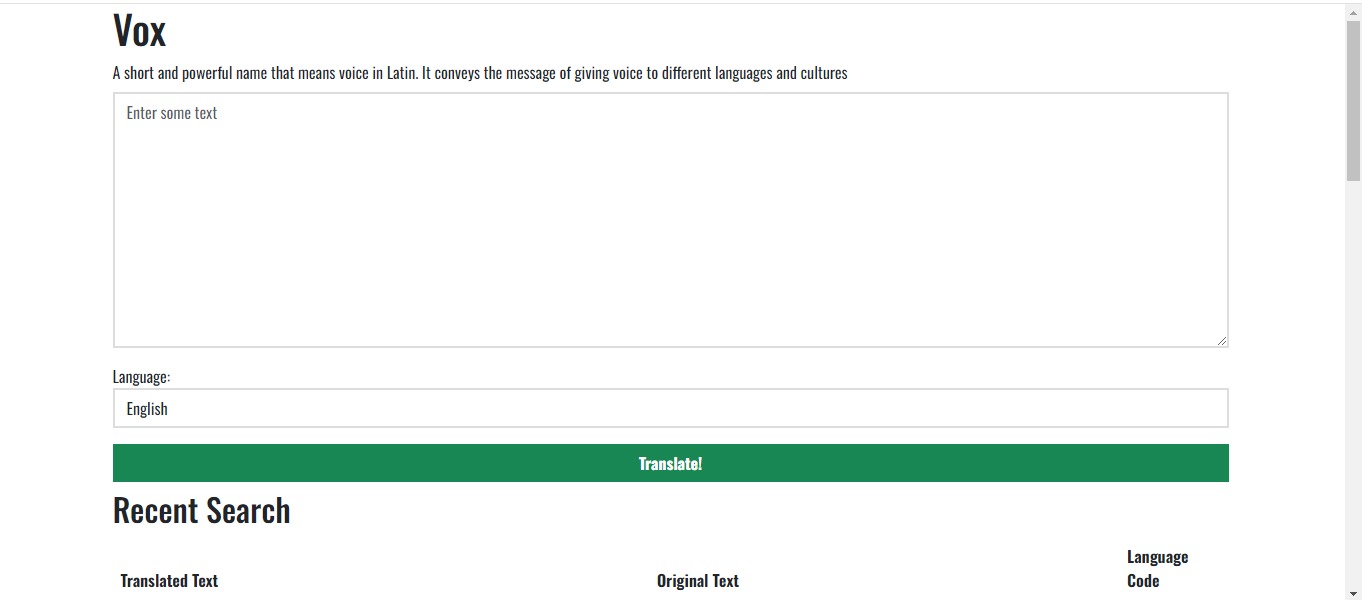 Vox
A short and powerful name that means voice in Latin. It conveys the message of giving voice to different languages and cultures
Enter some text
Language:
English
Translate!
Recent Search
Translated Text
Original Text
Language
Code